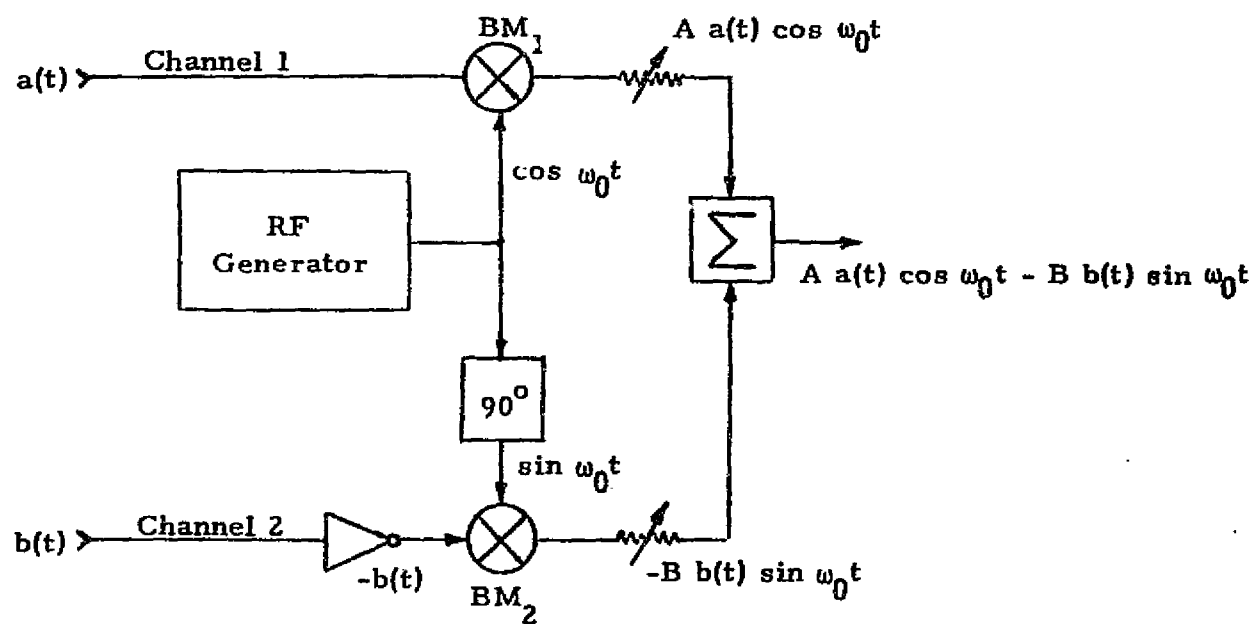 BM₁
A a(t) cos ω₀t
a(t)
Channel 1
cos ω₀t
RF
Generator
Σ
A a(t) cos ω₀t - B b(t) sin ω₀t
90°
sin ω₀t
b(t)
Channel 2
-b(t)
BM₂
-B b(t) sin ω₀t